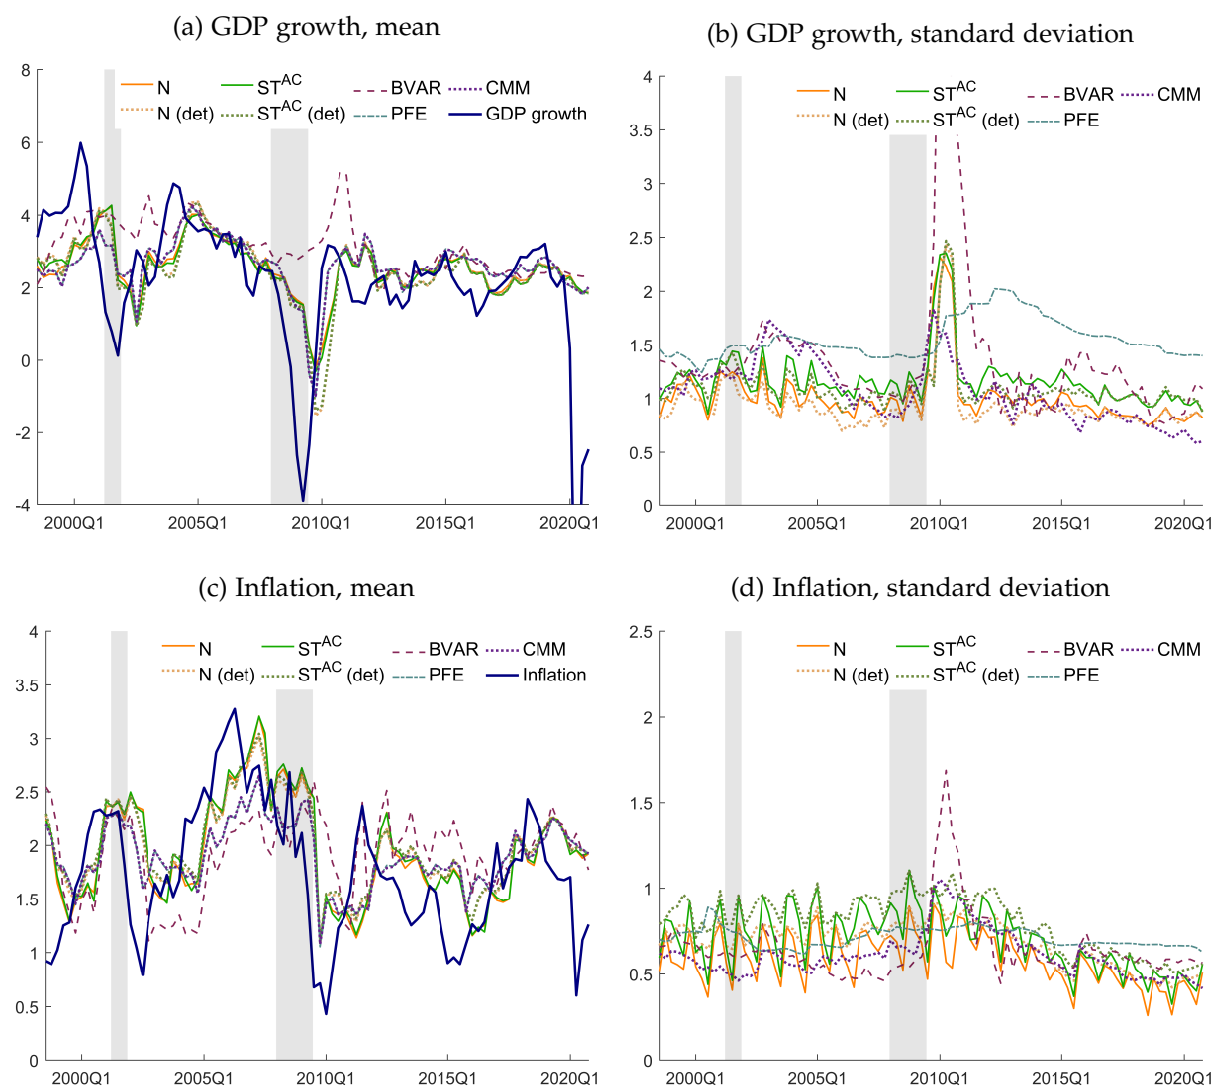 (a) GDP growth, mean
8
6
4
2
0
-2
-4
N
ST^AC
BVAR
CMM
N (det)
ST^AC (det)
PFE
GDP growth
2000Q1
2005Q1
2010Q1
2015Q1
2020Q1
(b) GDP growth, standard deviation
4
3.5
3
2.5
2
1.5
1
0.5
0
N
ST^AC
BVAR
CMM
N (det)
ST^AC (det)
PFE
2000Q1
2005Q1
2010Q1
2015Q1
2020Q1
(c) Inflation, mean
4
3.5
3
2.5
2
1.5
1
0.5
0
N
ST^AC
BVAR
CMM
N (det)
ST^AC (det)
PFE
Inflation
2000Q1
2005Q1
2010Q1
2015Q1
2020Q1
(d) Inflation, standard deviation
2.5
2
1.5
1
0.5
0
N
ST^AC
BVAR
CMM
N (det)
ST^AC (det)
PFE
2000Q1
2005Q1
2010Q1
2015Q1
2020Q1